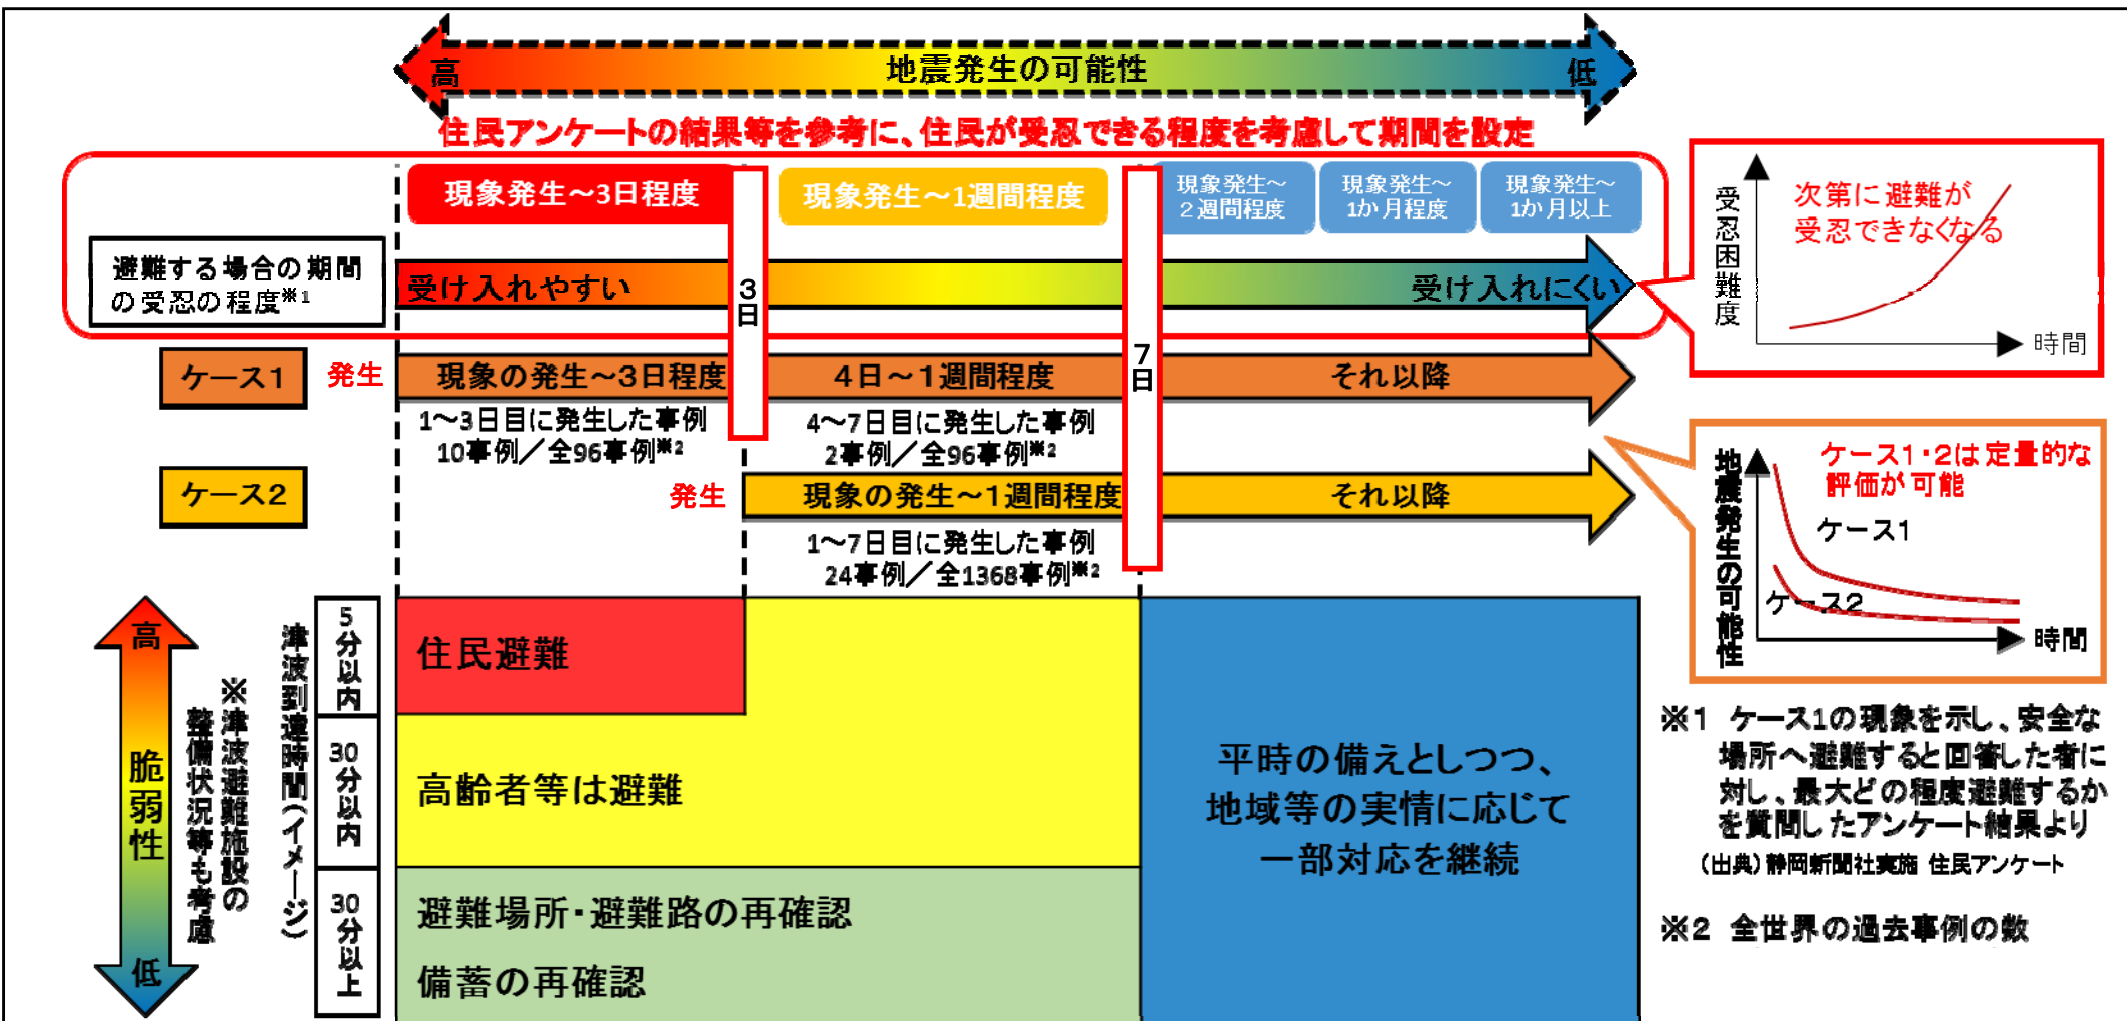 高
地震発生の可能性
低
住民アンケートの結果等を参考に、住民が受忍できる程度を考慮して期間を設定
現象発生～3日程度
現象発生～1週間程度
現象発生～
２週間程度
現象発生～
1か月程度
現象発生～
1か月以上
避難する場合の期間
の受忍の程度※1
受け入れやすい
受け入れにくい
3
日
7
日
受忍困難度
次第に避難が
受忍できなくなる
時間
ケース1
発生
現象の発生～3日程度
4日～1週間程度
それ以降
1～3日目に発生した事例
10事例／全96事例※2
4～7日目に発生した事例
2事例／全96事例※2
ケース2
発生
現象の発生～1週間程度
それ以降
1～7日目に発生した事例
24事例／全1368事例※2
地震発生の可能性
ケース1・2は定量的な
評価が可能
ケース1
ケース2
時間
高
脆弱性
低
※津波避難施設の
整備状況等も考慮
津波到達時間(イメージ)
5分以内
30分以内
30分以上
住民避難
高齢者等は避難
避難場所・避難路の再確認
備蓄の再確認
平時の備えとしつつ、
地域等の実情に応じて
一部対応を継続
※1 ケース1の現象を示し、安全な
場所へ避難すると回答した者に
対し、最大どの程度避難するか
を質問したアンケート結果より
（出典）静岡新聞社実施 住民アンケート
※2 全世界の過去事例の数